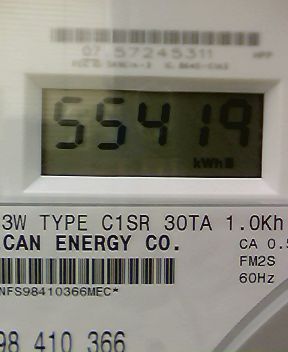 07 57245311
55419
kWh
3W TYPE C1SR 30TA 1.0Kh
CAN ENERGY CO.
CA 0.5
FM2S
60Hz
NFS98410366MEC*
98 410 366